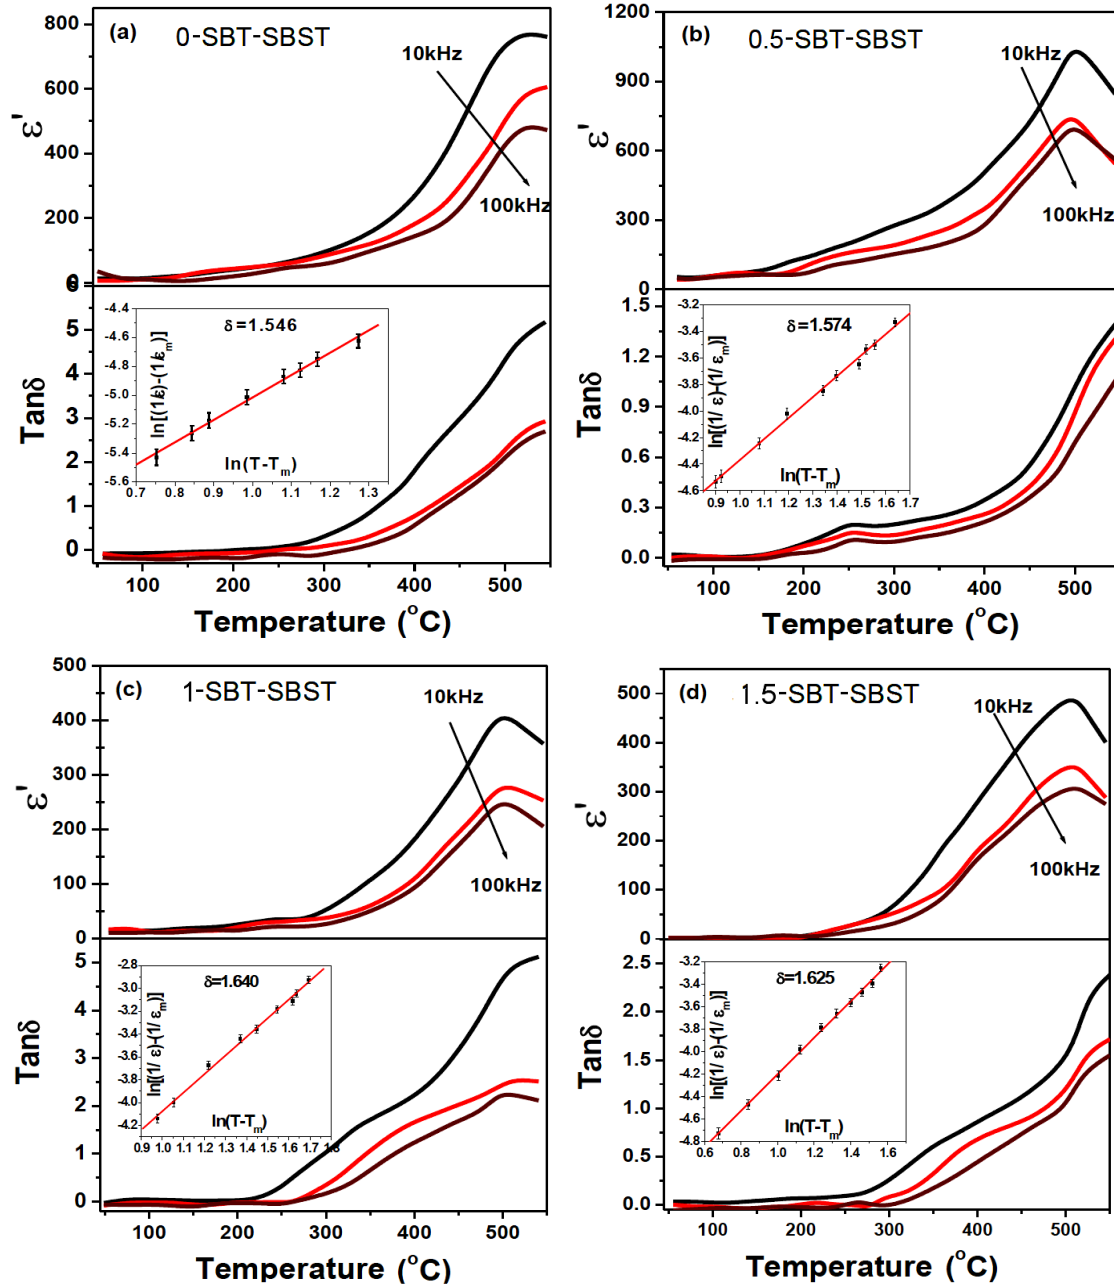 (a) 0-SBT-SBST
10kHz
100kHz
ε'
800
600
400
200
0
6
5
4
3
2
1
0
Tanδ
δ=1.546
ln[(1/ε)-(1/ε_m)]
-4.4
-4.6
-4.8
-5.0
-5.2
-5.4
-5.6
0.7 0.8 0.9 1.0 1.1 1.2 1.3
ln(T-T_m)
100 200 300 400 500
Temperature (°C)
(b) 0.5-SBT-SBST
10kHz
100kHz
ε'
1200
900
600
300
0
1.5
1.2
0.9
0.6
0.3
0.0
Tanδ
δ=1.574
ln[(1/ ε)-(1/ ε_m)]
-3.2
-3.4
-3.6
-3.8
-4.0
-4.2
-4.4
-4.6
0.9 1.0 1.1 1.2 1.3 1.4 1.5 1.6 1.7
ln(T-T_m)
100 200 300 400 500
Temperature (°C)
(c) 1-SBT-SBST
10kHz
100kHz
ε'
500
400
300
200
100
0
5
4
3
2
1
0
Tanδ
δ=1.640
ln[(1/ ε)-(1/ ε_m)]
-2.8
-3.0
-3.2
-3.4
-3.6
-3.8
-4.0
-4.2
0.9 1.0 1.1 1.2 1.3 1.4 1.5 1.6 1.7 1.8
ln(T-T_m)
100 200 300 400 500
Temperature (°C)
(d) 1.5-SBT-SBST
10kHz
100kHz
ε'
500
400
300
200
100
0
2.5
2.0
1.5
1.0
0.5
0.0
Tanδ
δ=1.625
ln[(1/ ε)-(1/ ε_m)]
-3.2
-3.4
-3.6
-3.8
-4.0
-4.2
-4.4
-4.6
-4.8
0.6 0.8 1.0 1.2 1.4 1.6
ln(T-T_m)
100 200 300 400 500
Temperature (°C)